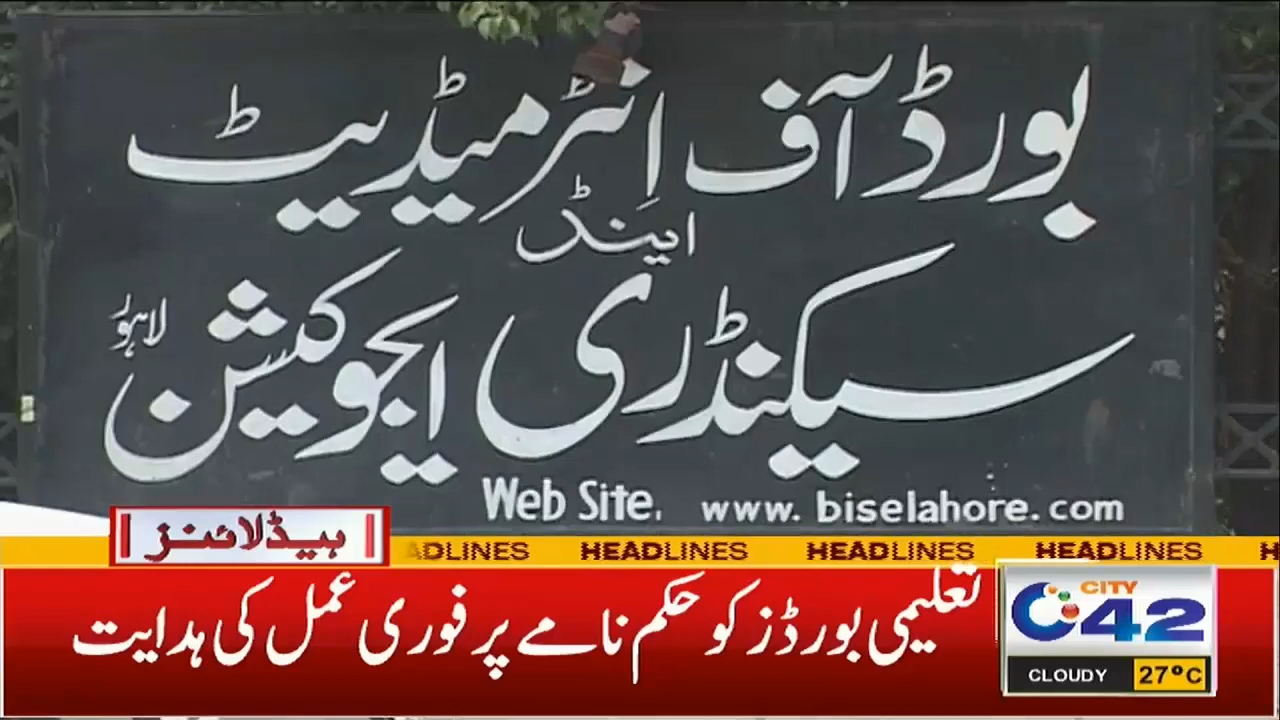 بورڈ آف انٹرمیڈیٹ
اینڈ
سیکنڈری ایجوکیشن لاہور
Web Site. www.biselahore.com
ہیڈلائنز
ADLINES HEADLINES HEADLINES HEADLINES H
تعلیمی بورڈز کو حکم نامے پر فوری عمل کی ہدایت
CITY
42
CLOUDY 27°C